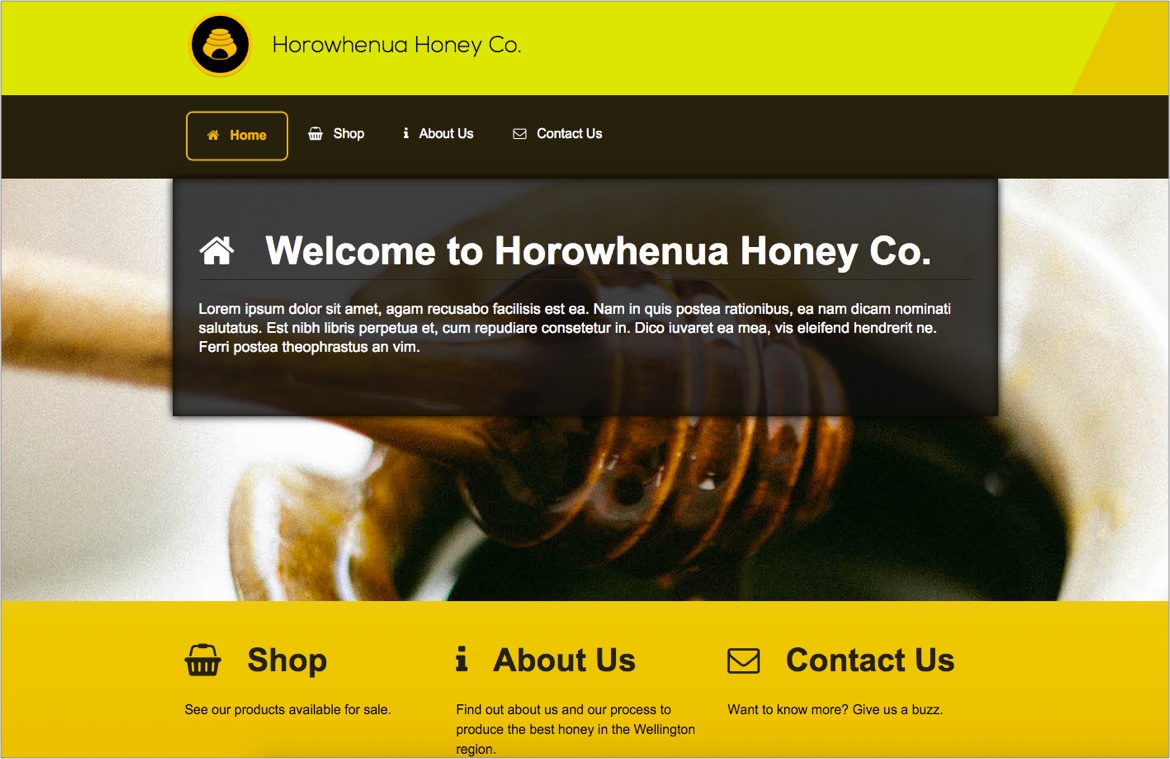 Horowhenua Honey Co.
Home
Shop
About Us
Contact Us
Welcome to Horowhenua Honey Co.
Lorem ipsum dolor sit amet, agam recusabo facilisis est ea. Nam in quis postea rationibus, ea nam dicam nominati
salutatus. Est nibh libris perpetua et, cum repudiare consetetur in. Dico iuvaret ea mea, vis eleifend hendrerit ne.
Ferri postea theophrastus an vim.
Shop
See our products available for sale.
About Us
Find out about us and our process to
produce the best honey in the Wellington
region.
Contact Us
Want to know more? Give us a buzz.